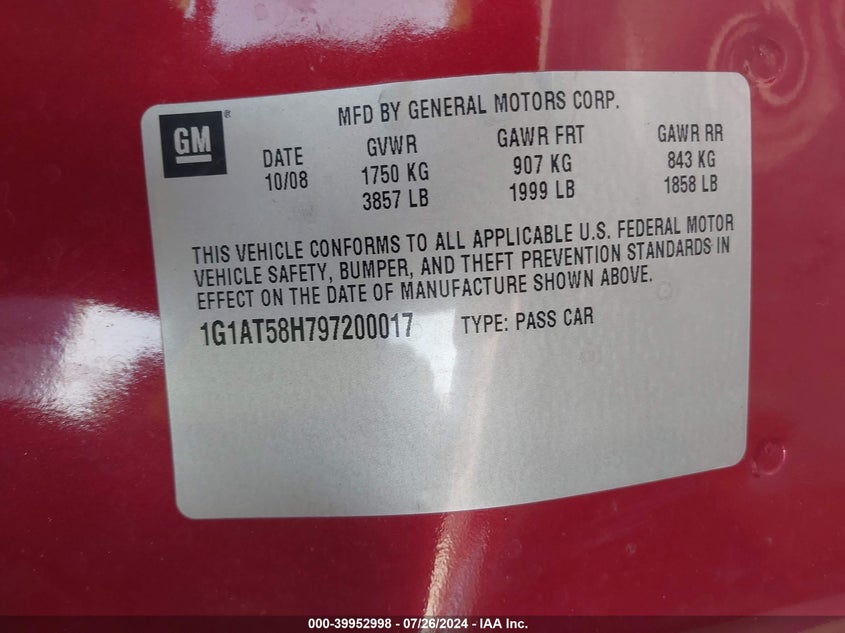 MFD BY GENERAL MOTORS CORP.
GM®
DATE GVWR GAWR FRT GAWR RR
10/08 1750 KG 907 KG 843 KG
3857 LB 1999 LB 1858 LB
THIS VEHICLE CONFORMS TO ALL APPLICABLE U.S. FEDERAL MOTOR
VEHICLE SAFETY, BUMPER, AND THEFT PREVENTION STANDARDS IN
EFFECT ON THE DATE OF MANUFACTURE SHOWN ABOVE.
1G1AT58H797200017 TYPE: PASS CAR
000-39952998 - 07/26/2024 - IAA Inc.